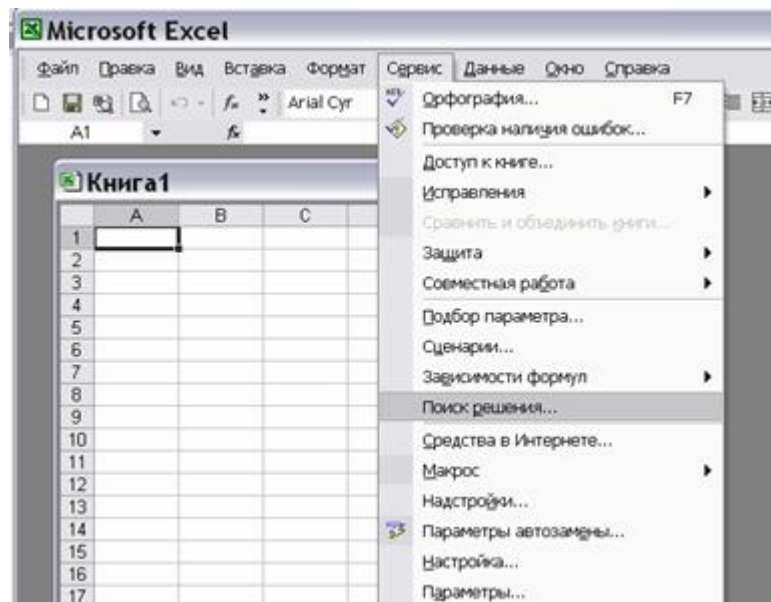 Microsoft Excel
Файл Правка Вид Вставка Формат Сервис Данные Окно Справка
Arial Cyr
A1 fx
Книга1
A B C
1
2
3
4
5
6
7
8
9
10
11
12
13
14
15
16
17
Орфография... F7
Проверка наличия ошибок...
Доступ к книге...
Исправления
Сравнить и объединить книги...
Защита
Совместная работа
Подбор параметра...
Сценарии...
Зависимости формул
Поиск решения...
Средства в Интернете...
Макрос
Надстройки...
Параметры автозамены...
Настройка...
Параметры...